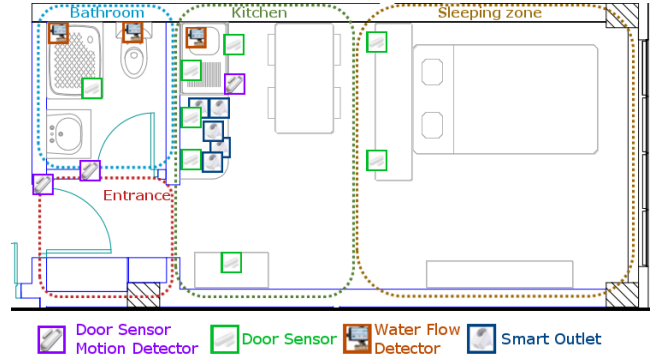 Bathroom
Kitchen
Sleeping zone
Entrance
Door Sensor
Motion Detector
Door Sensor
Water Flow
Detector
Smart Outlet